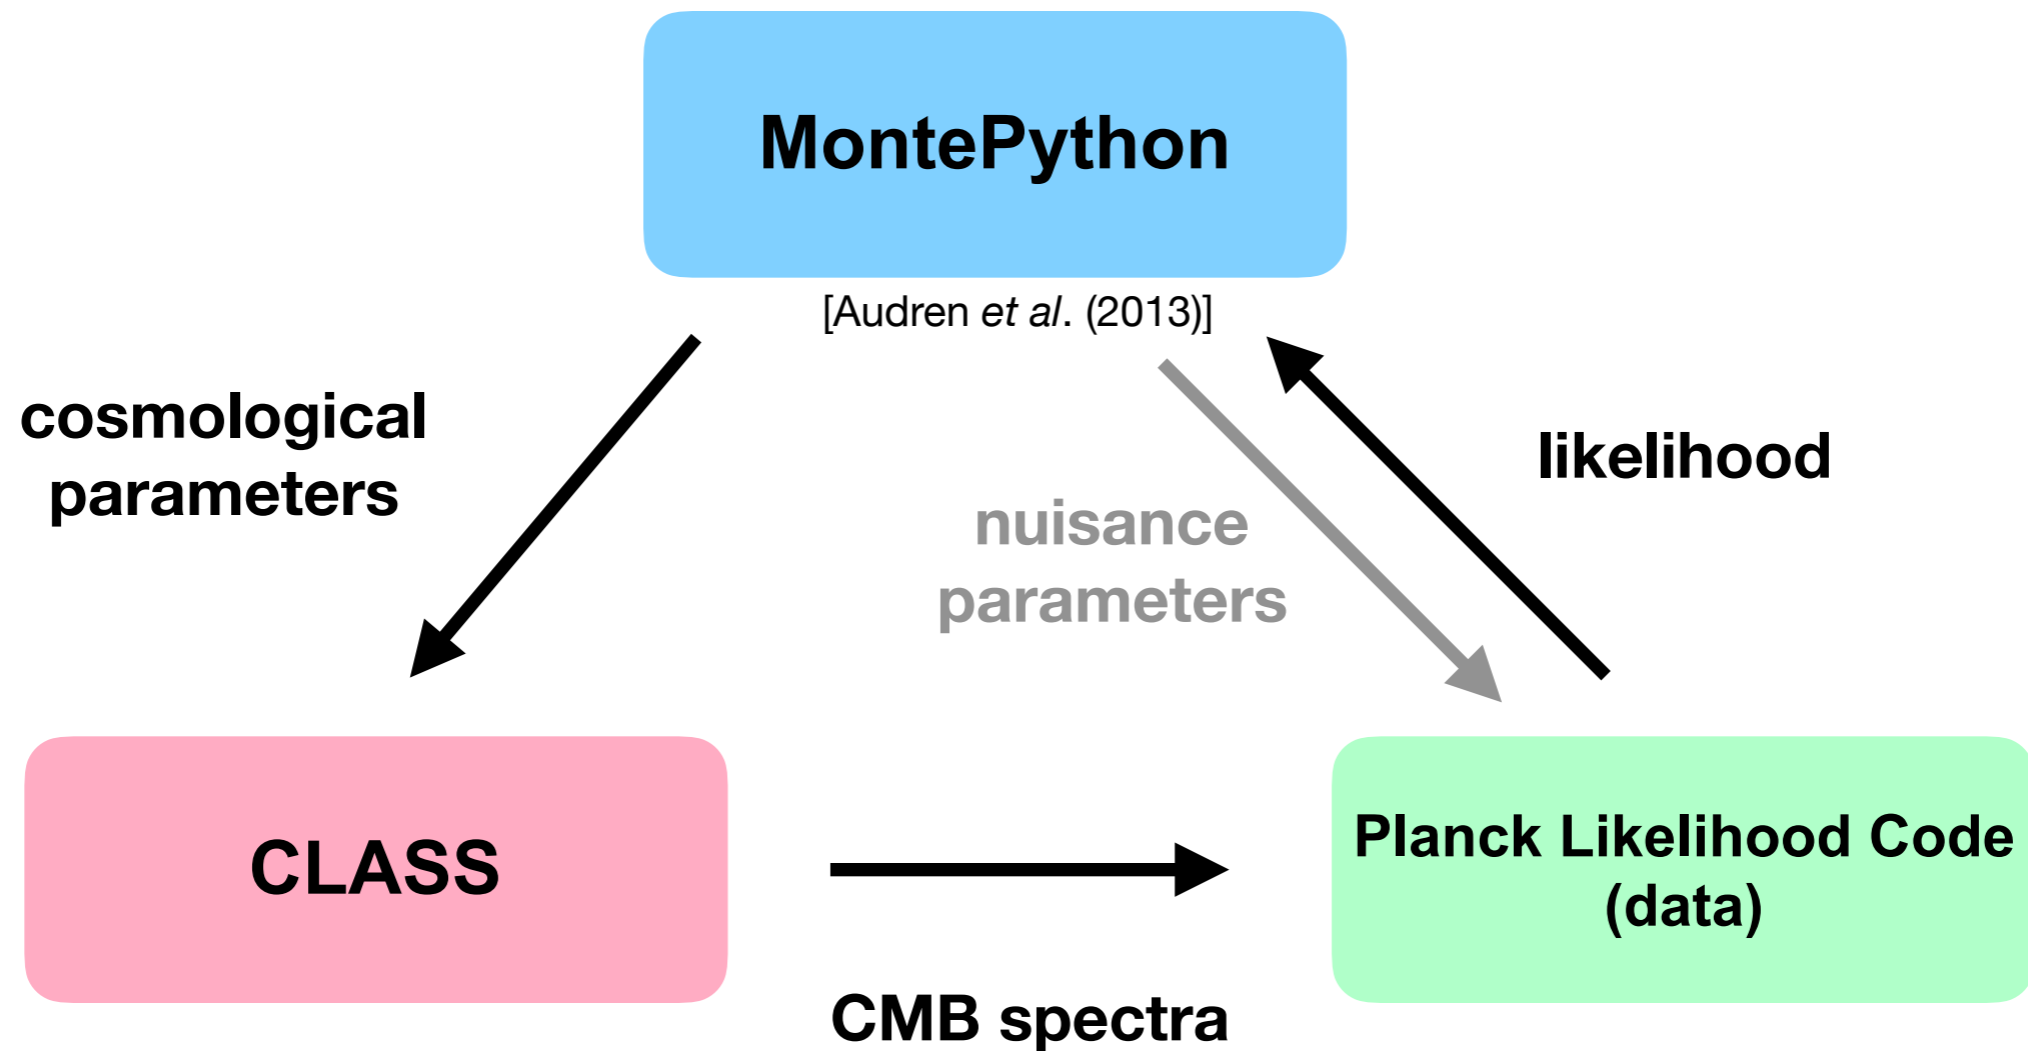 MontePython
[Audren et al. (2013)]
cosmological
parameters
likelihood
nuisance
parameters
CLASS
Planck Likelihood Code
(data)
CMB spectra